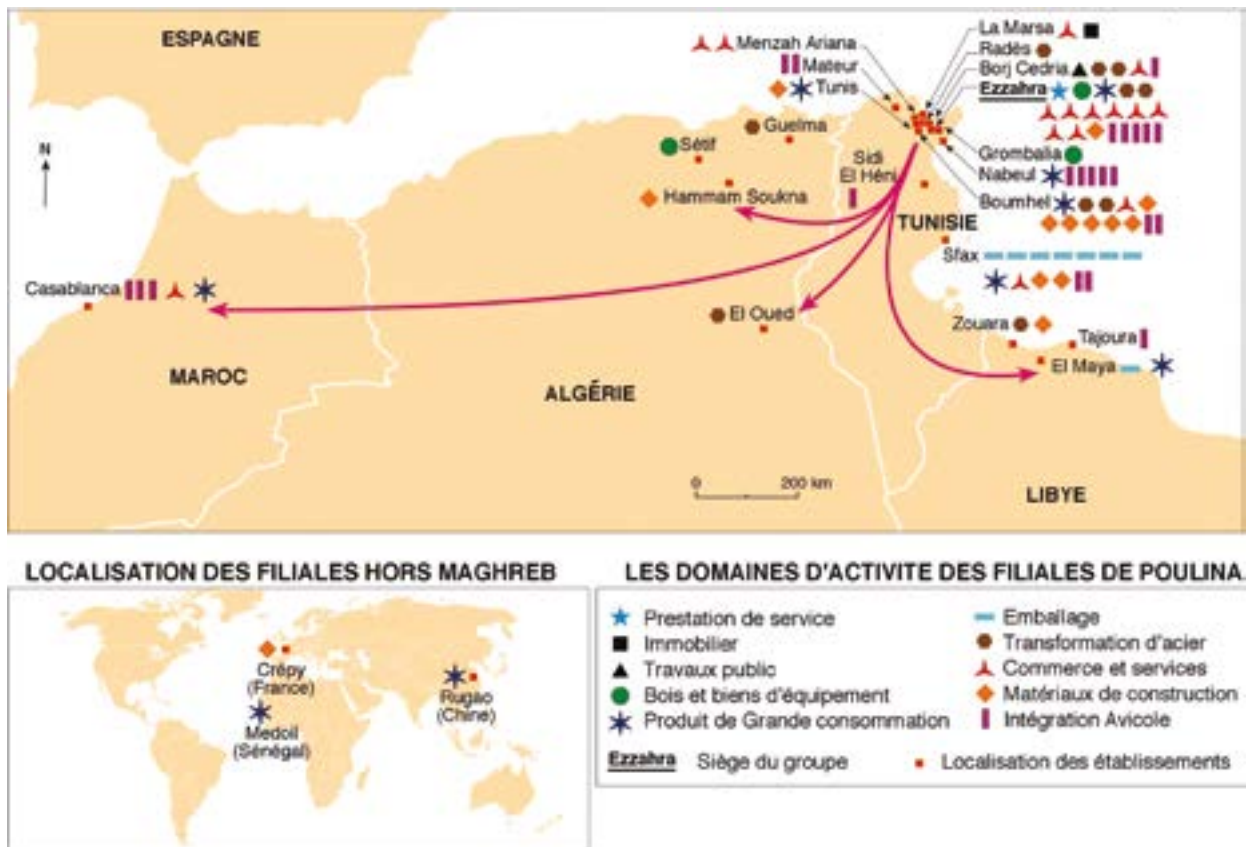 ESPAGNE
N
Menzah Ariana
Mateur
Tunis
La Marsa
Radès
Borj Cedria
Ezzahra
Guelma
Sétif
Hammam Soukna
Sidi
El Héni
Grombalia
Nabeul
Boumhel
TUNISIE
Sfax
Casablanca
El Oued
Zouara
Tajoura
El Maya
MAROC
ALGÉRIE
0 200 km
LIBYE
LOCALISATION DES FILIALES HORS MAGHREB
Crêpy
(France)
Medoil
(Sénégal)
Rugao
(Chine)
LES DOMAINES D'ACTIVITE DES FILIALES DE POULINA
Prestation de service
Immobilier
Travaux public
Bois et biens d'équipement
Produit de Grande consommation
Emballage
Transformation d'acier
Commerce et services
Matériaux de construction
Intégration Avicole
Ezzahra Siège du groupe
Localisation des établissements